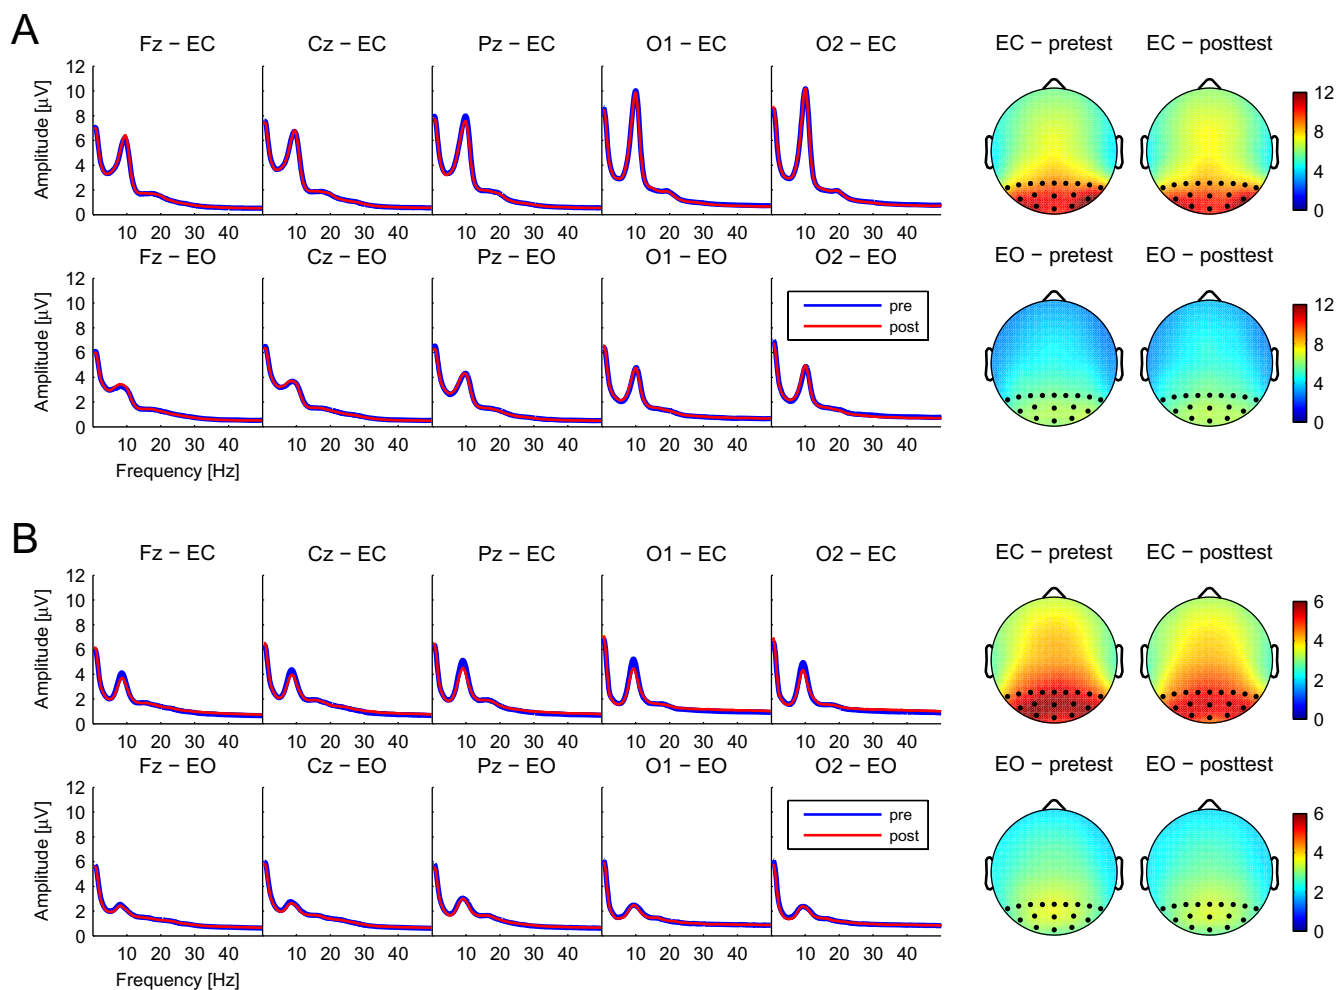 A
Fz − EC
Cz − EC
Pz − EC
O1 − EC
O2 − EC
EC − pretest
EC − posttest
Amplitude [µV]
12
10
8
6
4
2
0
10 20 30 40
10 20 30 40
10 20 30 40
10 20 30 40
10 20 30 40
12
8
4
0
Fz − EO
Cz − EO
Pz − EO
O1 − EO
O2 − EO
EO − pretest
EO − posttest
Amplitude [µV]
12
10
8
6
4
2
0
pre
post
10 20 30 40
10 20 30 40
10 20 30 40
10 20 30 40
10 20 30 40
Frequency [Hz]
12
8
4
0
B
Fz − EC
Cz − EC
Pz − EC
O1 − EC
O2 − EC
EC − pretest
EC − posttest
Amplitude [µV]
12
10
8
6
4
2
0
10 20 30 40
10 20 30 40
10 20 30 40
10 20 30 40
10 20 30 40
6
4
2
0
Fz − EO
Cz − EO
Pz − EO
O1 − EO
O2 − EO
EO − pretest
EO − posttest
Amplitude [µV]
12
10
8
6
4
2
0
pre
post
10 20 30 40
10 20 30 40
10 20 30 40
10 20 30 40
10 20 30 40
Frequency [Hz]
6
4
2
0